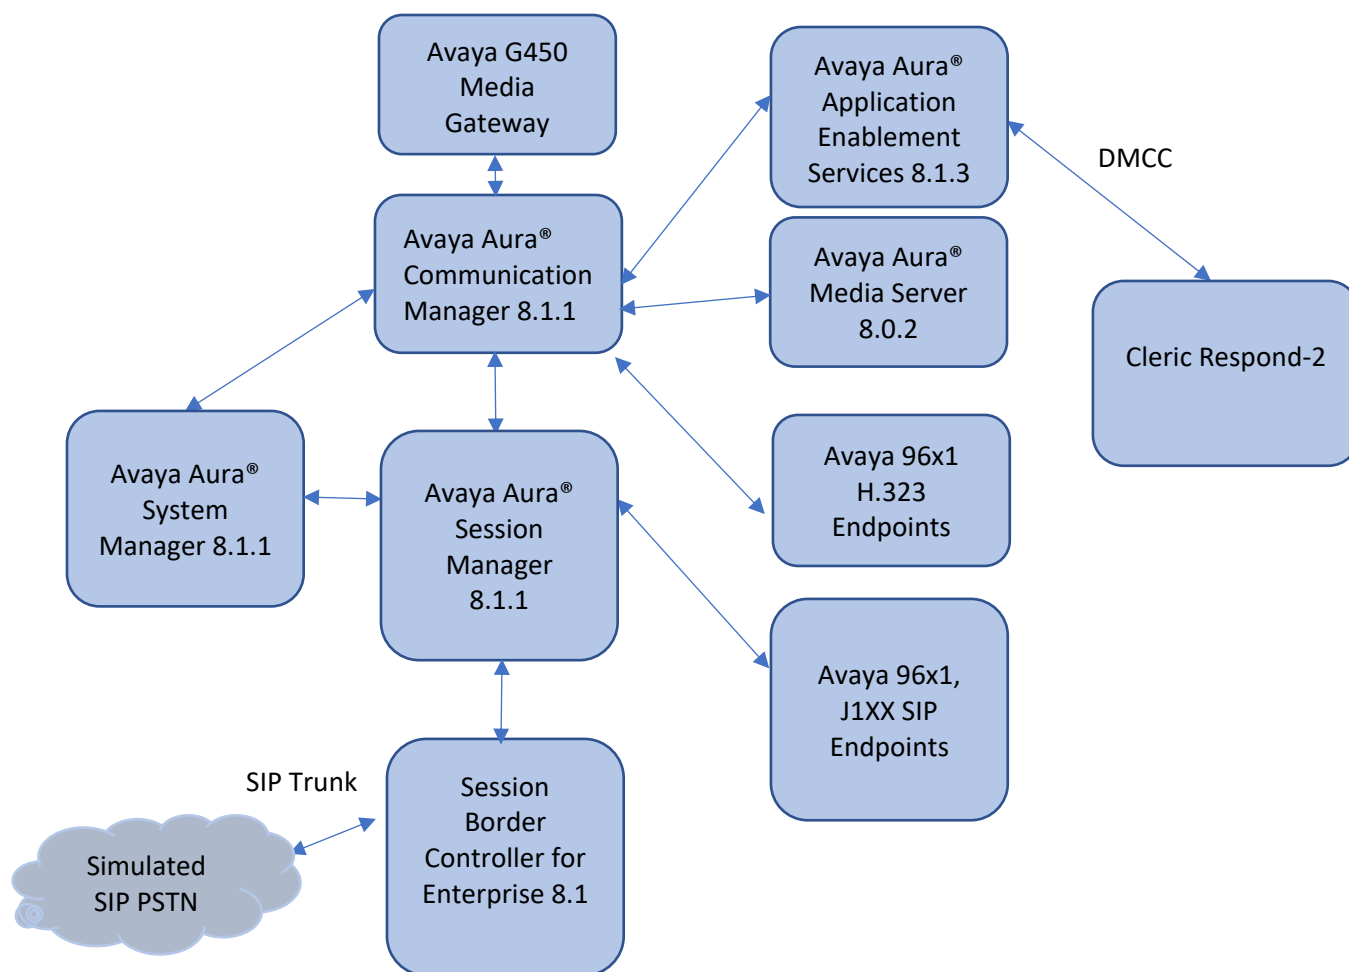 Avaya G450
Media
Gateway
Avaya Aura®
Application
Enablement
Services 8.1.3
DMCC
Avaya Aura®
Communication
Manager 8.1.1
Avaya Aura®
Media Server
8.0.2
Cleric Respond-2
Avaya Aura®
System
Manager 8.1.1
Avaya Aura®
Session
Manager
8.1.1
Avaya 96x1
H.323
Endpoints
Avaya 96x1,
J1XX SIP
Endpoints
SIP Trunk
Session
Border
Controller for
Enterprise 8.1
Simulated
SIP PSTN